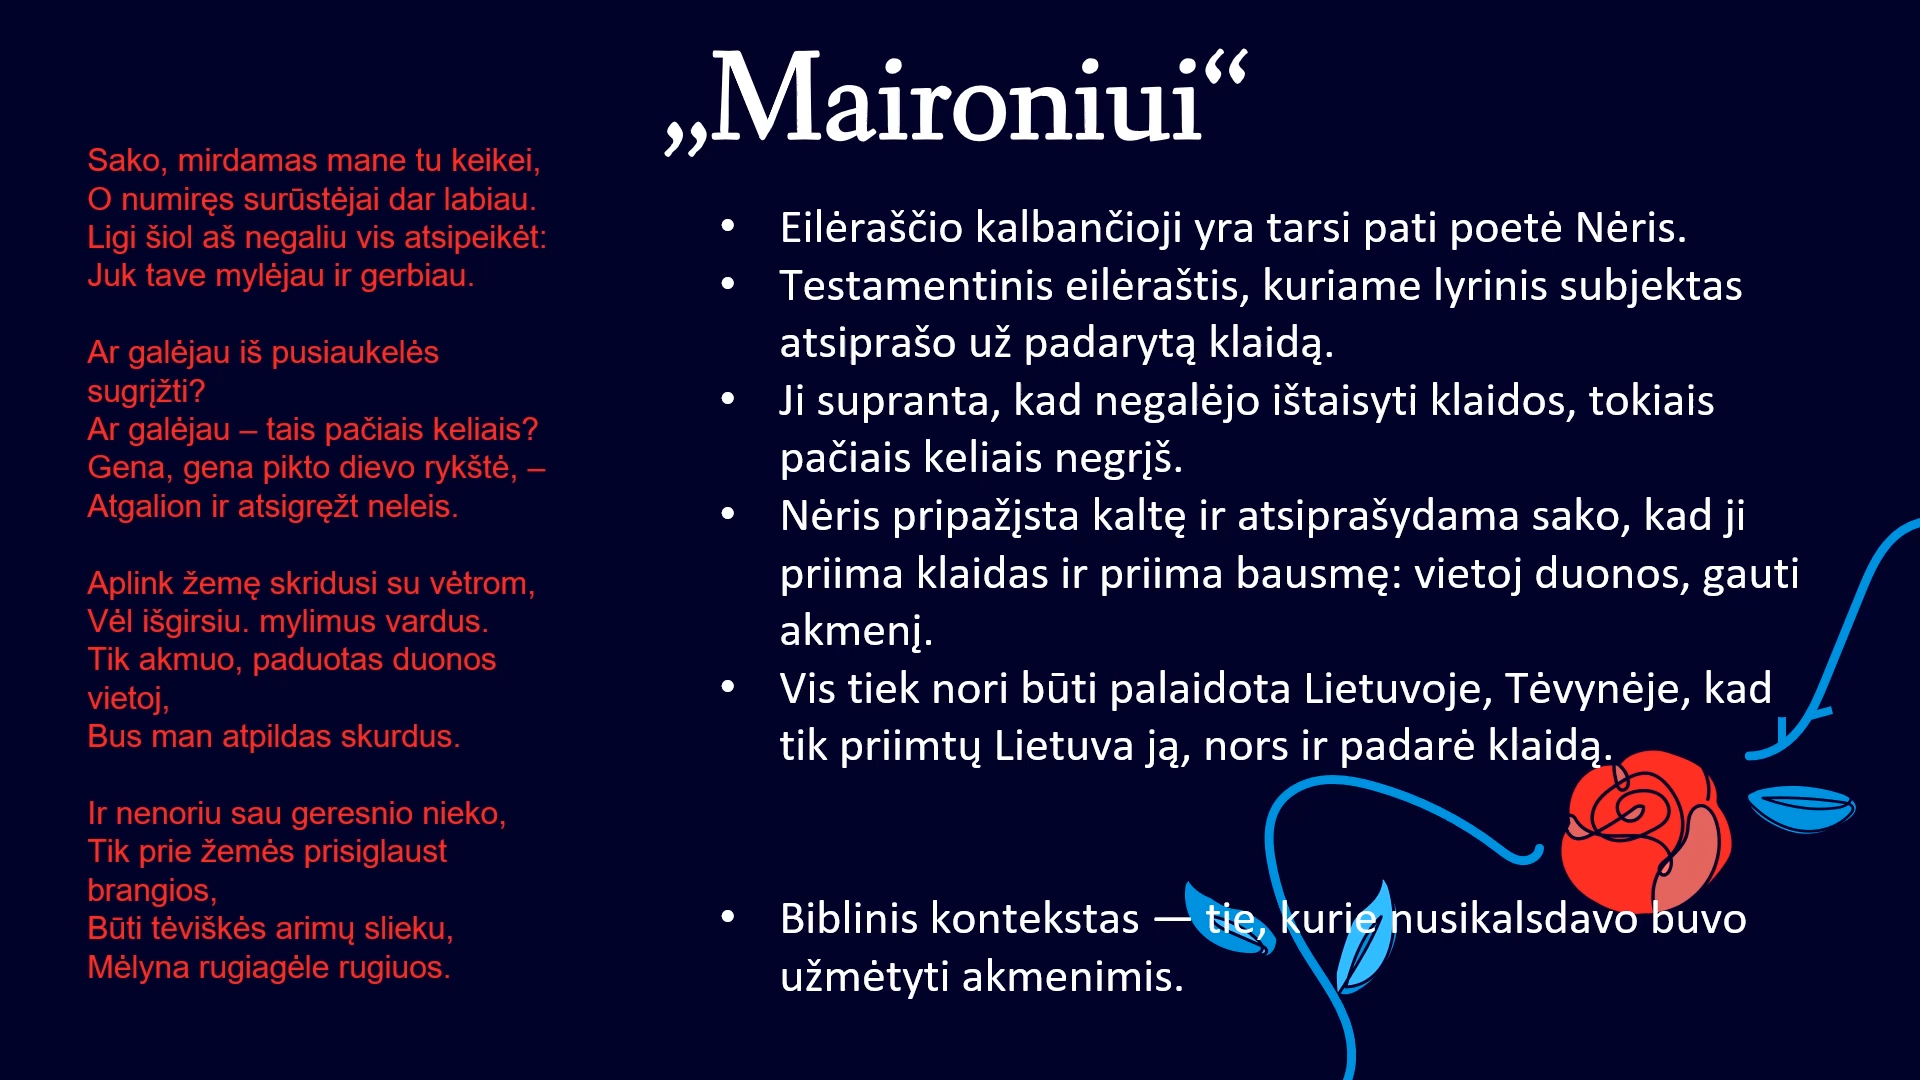 „Maironiui“
Sako, mirdamas mane tu keikei,
O numiręs surūstėjai dar labiau.
Ligi šiol aš negaliu vis atsipeikėt:
Juk tave mylėjau ir gerbiau.
Ar galėjau iš pusiaukelės
sugrįžti?
Ar galėjau – tais pačiais keliais?
Gena, gena pikto dievo rykštė, –
Atgalion ir atsigręžt neleis.
Aplink žemę skridusi su vėtrom,
Vėl išgirsiu. mylimus vardus.
Tik akmuo, paduotas duonos
vietoj,
Bus man atpildas skurdus.
Ir nenoriu sau geresnio nieko,
Tik prie žemės prisiglaust
brangios,
Būti tėviškės arimų slieku,
Mėlyna rugiagėle rugiuos.
• Eilėraščio kalbančioji yra tarsi pati poetė Nėris.
• Testamentinis eilėraštis, kuriame lyrinis subjektas
atsiprašo už padarytą klaidą.
• Ji supranta, kad negalėjo ištaisyti klaidos, tokiais
pačiais keliais negrįš.
• Nėris pripažįsta kaltę ir atsiprašydama sako, kad ji
priima klaidas ir priima bausmę: vietoj duonos, gauti
akmenį.
• Vis tiek nori būti palaidota Lietuvoje, Tėvynėje, kad
tik priimtų Lietuva ją, nors ir padarė klaidą.
• Biblinis kontekstas — tie, kurie nusikalsdavo buvo
užmėtyti akmenimis.